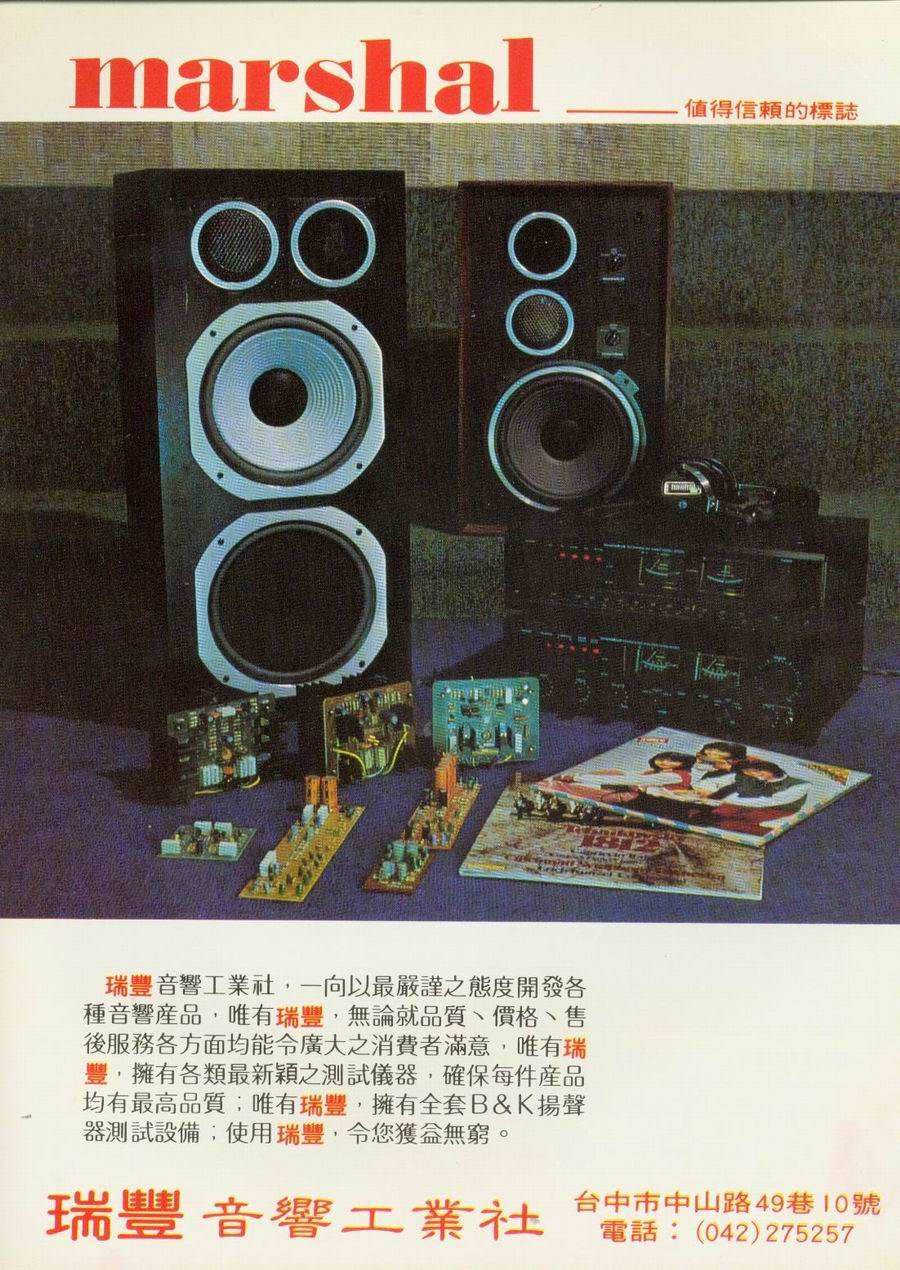 marshal
値得信賴的標誌
1812
瑞豐音響工業社，一向以最嚴謹之態度開發各
種音響産品，唯有瑞豐，無論就品質、價格、售
後服務各方面均能令廣大之消費者滿意，唯有瑞
豐，擁有各類最新穎之測試儀器，確保每件産品
均有最高品質；唯有瑞豐，擁有全套B&K揚聲
器測試設備；使用瑞豐，令您獲益無窮。
瑞豐音響工業社
台中市中山路49巷10號
電話：(042)275257